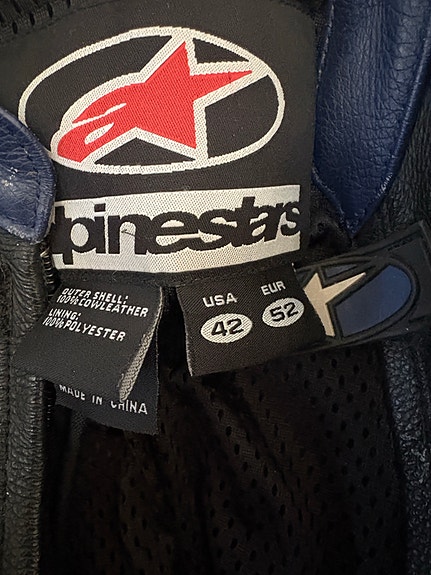 alpinestars
USA EUR
42 52
OUTER SHELL:
100%COWLEATHER
LINING:
100%POLYESTER
MADE IN CHINA